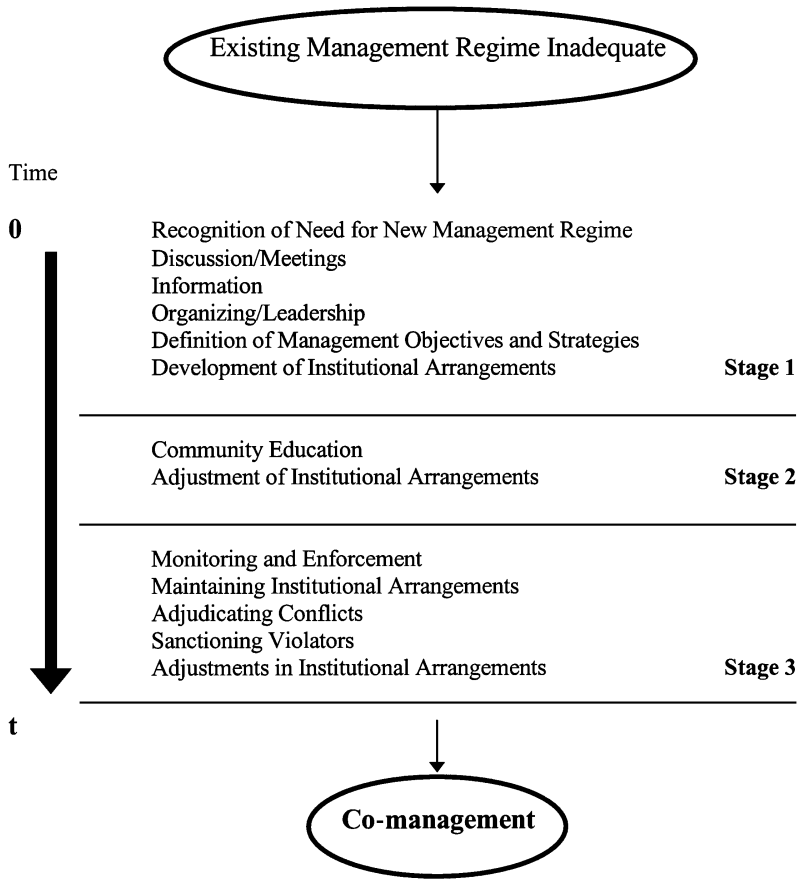 Existing Management Regime Inadequate
Time
0
Recognition of Need for New Management Regime
Discussion/Meetings
Information
Organizing/Leadership
Definition of Management Objectives and Strategies
Development of Institutional Arrangements Stage 1
Community Education
Adjustment of Institutional Arrangements Stage 2
Monitoring and Enforcement
Maintaining Institutional Arrangements
Adjudicating Conflicts
Sanctioning Violators
Adjustments in Institutional Arrangements Stage 3
t
Co-management